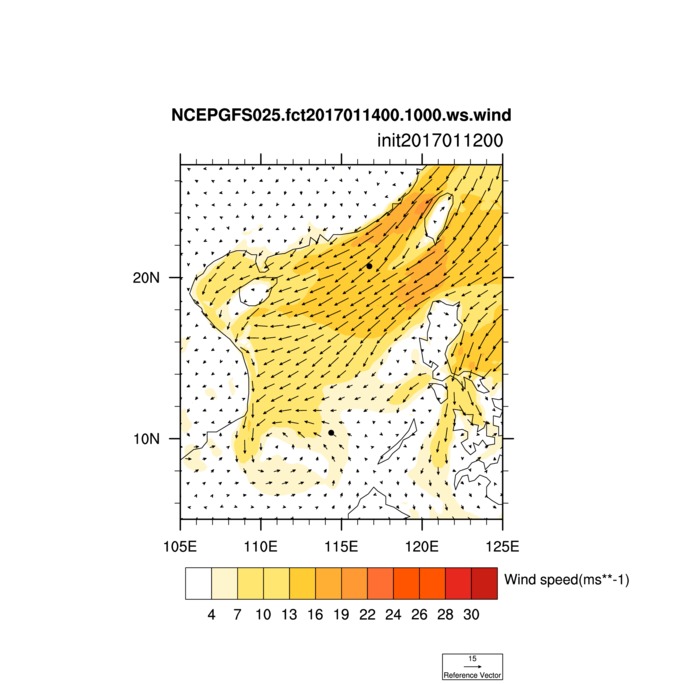 NCEPGFS025.fct2017011400.1000.ws.wind
init2017011200
20N
10N
105E 110E 115E 120E 125E
Wind speed(ms**-1)
4 7 10 13 16 19 22 24 26 28 30
15
Reference Vector